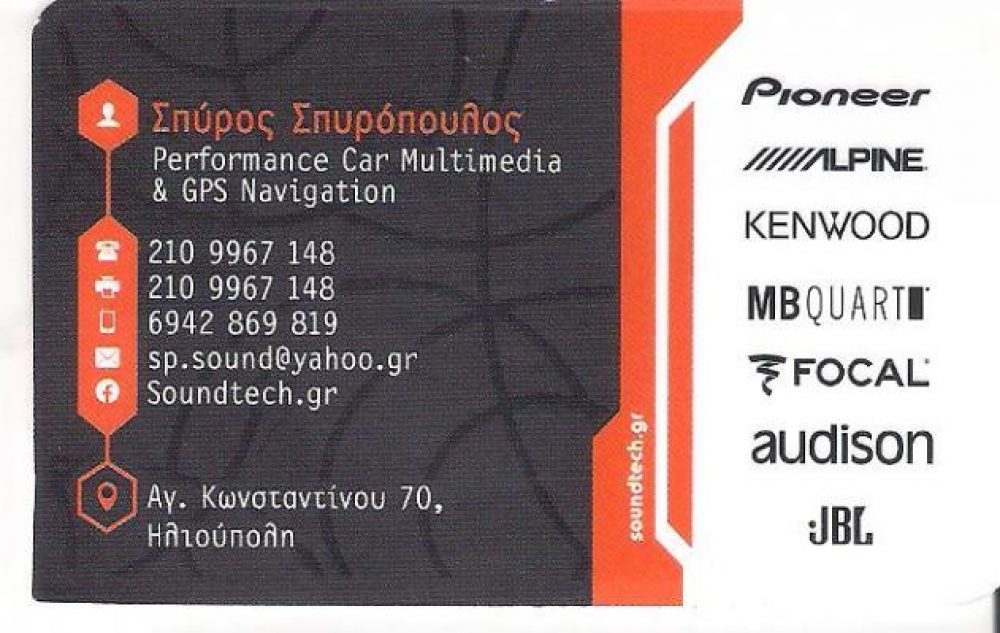 Σπύρος Σπυρόπουλος
Performance Car Multimedia
& GPS Navigation
210 9967 148
210 9967 148
6942 869 819
sp.sound@yahoo.gr
Soundtech.gr
Αγ. Κωνσταντίνου 70,
Ηλιούπολη
soundtech.gr
Pioneer
ALPINE
KENWOOD
MBQUART
FOCAL
audison
JBL